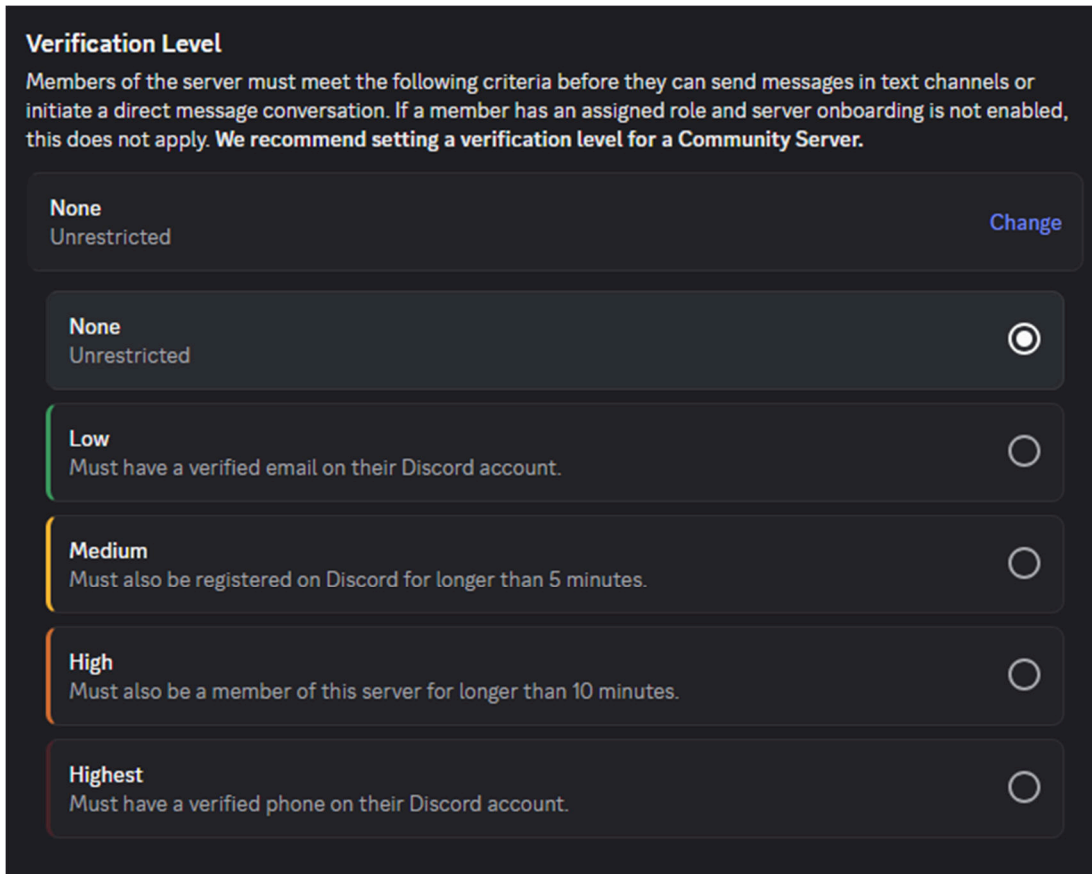 Verification Level
Members of the server must meet the following criteria before they can send messages in text channels or
initiate a direct message conversation. If a member has an assigned role and server onboarding is not enabled,
this does not apply. We recommend setting a verification level for a Community Server.
None
Unrestricted
Change
None
Unrestricted
Low
Must have a verified email on their Discord account.
Medium
Must also be registered on Discord for longer than 5 minutes.
High
Must also be a member of this server for longer than 10 minutes.
Highest
Must have a verified phone on their Discord account.